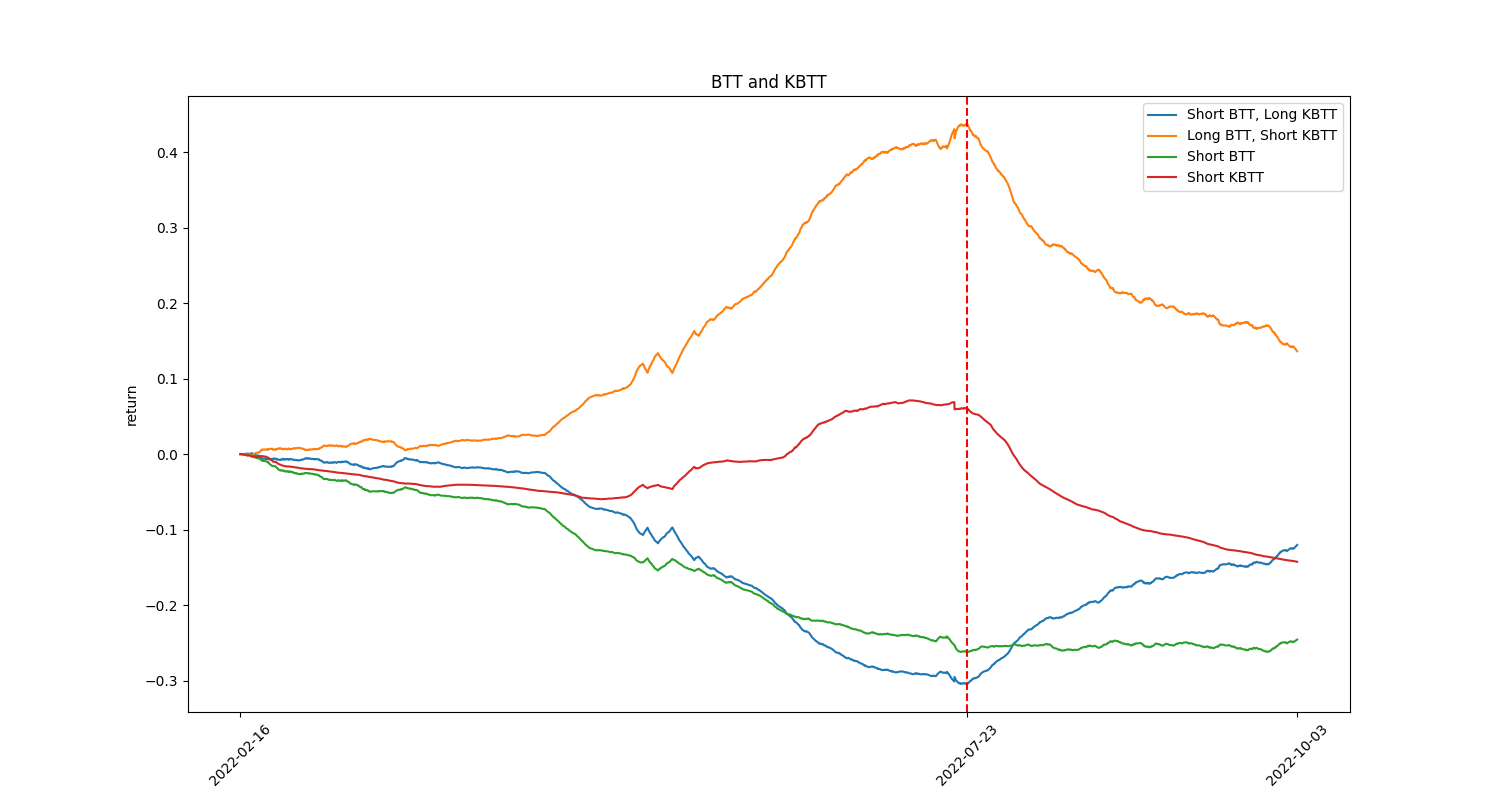 BTT and KBTT
Short BTT, Long KBTT
Long BTT, Short KBTT
Short BTT
Short KBTT
return
0.4
0.3
0.2
0.1
0.0
−0.1
−0.2
−0.3
2022-02-16
2022-07-23
2022-10-03